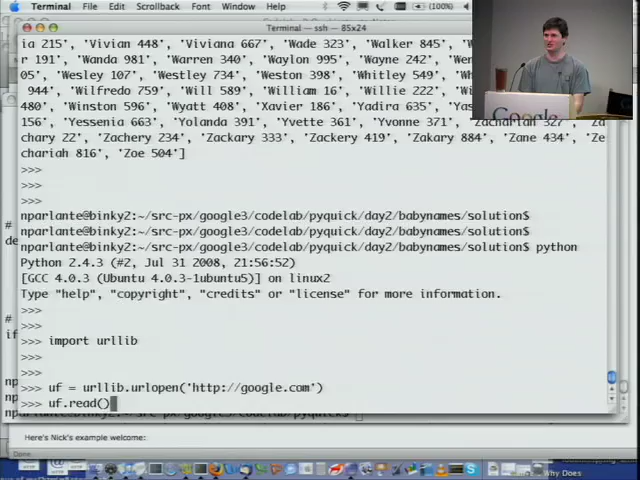 Terminal File Edit Scrollback Font Window Help (100%)
Terminal — ssh — 85x24
ia 215', 'Vivian 448', 'Viviana 667', 'Wade 323', 'Walker 845',
r 191', 'Wanda 981', 'Warren 340', 'Waylon 995', 'Wayne 242',
05', 'Wesley 107', 'Westley 734', 'Weston 398', 'Whitley 549',
944', 'Wilfredo 759', 'Will 589', 'William 16', 'Willie 222',
480', 'Winston 596', 'Wyatt 408', 'Xavier 186', 'Yadira 635',
156', 'Yessenia 663', 'Yolanda 391', 'Yvette 361', 'Yvonne 371',
chary 22', 'Zachery 234', 'Zackary 333', 'Zackery 419', 'Zakary 884', 'Zane 434', 'Ze
chariah 816', 'Zoe 504']
>>>
>>>
>>>
nparlante@binky2:~/src-px/google3/codelab/pyquick/day2/babynames/solution$
nparlante@binky2:~/src-px/google3/codelab/pyquick/day2/babynames/solution$
nparlante@binky2:~/src-px/google3/codelab/pyquick/day2/babynames/solution$ python
Python 2.4.3 (#2, Jul 31 2008, 21:56:52)
[GCC 4.0.3 (Ubuntu 4.0.3-1ubuntu5)] on linux2
Type "help", "copyright", "credits" or "license" for more information.
>>>
>>>
>>> import urllib
>>>
>>>
>>> uf = urllib.urlopen('http://google.com')
>>> uf.read()
Here's Nick's example welcome:
Done
Why Does
Google